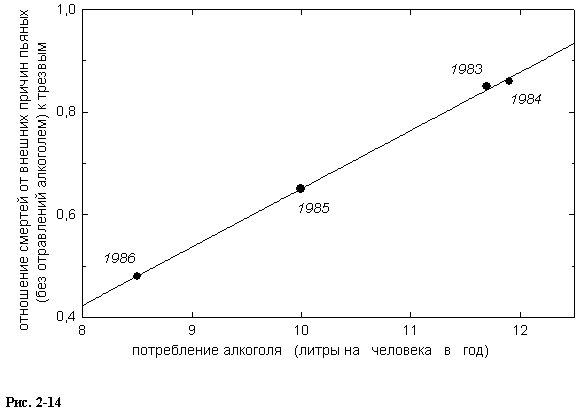 отношение смертей от внешних причин пьяных
(без отравлений алкоголем) к трезвым
1,0
0,8
0,6
0,4
1983
1984
1985
1986
8 9 10 11 12
потребление алкоголя (литры на человека в год)
Рис. 2-14